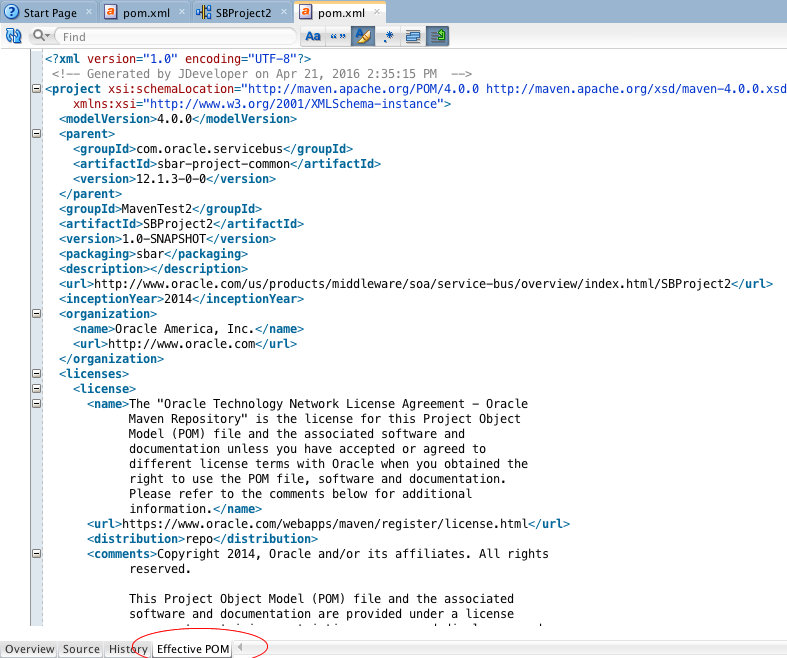 Start Page × pom.xml × SBProject2 × pom.xml ×
Find Aa “” .*
<?xml version="1.0" encoding="UTF-8"?>
<!-- Generated by JDeveloper on Apr 21, 2016 2:35:15 PM  -->
<project xsi:schemaLocation="http://maven.apache.org/POM/4.0.0 http://maven.apache.org/xsd/maven-4.0.0.xsd
xmlns:xsi="http://www.w3.org/2001/XMLSchema-instance">
<modelVersion>4.0.0</modelVersion>
<parent>
<groupId>com.oracle.servicebus</groupId>
<artifactId>sbar-project-common</artifactId>
<version>12.1.3-0-0</version>
</parent>
<groupId>MavenTest2</groupId>
<artifactId>SBProject2</artifactId>
<version>1.0-SNAPSHOT</version>
<packaging>sbar</packaging>
<description></description>
<url>http://www.oracle.com/us/products/middleware/soa/service-bus/overview/index.html/SBProject2</url>
<inceptionYear>2014</inceptionYear>
<organization>
<name>Oracle America, Inc.</name>
<url>http://www.oracle.com</url>
</organization>
<licenses>
<license>
<name>The "Oracle Technology Network License Agreement - Oracle
Maven Repository" is the license for this Project Object
Model (POM) file and the associated software and
documentation unless you have accepted or agreed to
different license terms with Oracle when you obtained the
right to use the POM file, software and documentation.
Please refer to the comments below for additional
information.</name>
<url>https://www.oracle.com/webapps/maven/register/license.html</url>
<distribution>repo</distribution>
<comments>Copyright 2014, Oracle and/or its affiliates. All rights
reserved.
This Project Object Model (POM) file and the associated
software and documentation are provided under a license
Overview Source History Effective POM